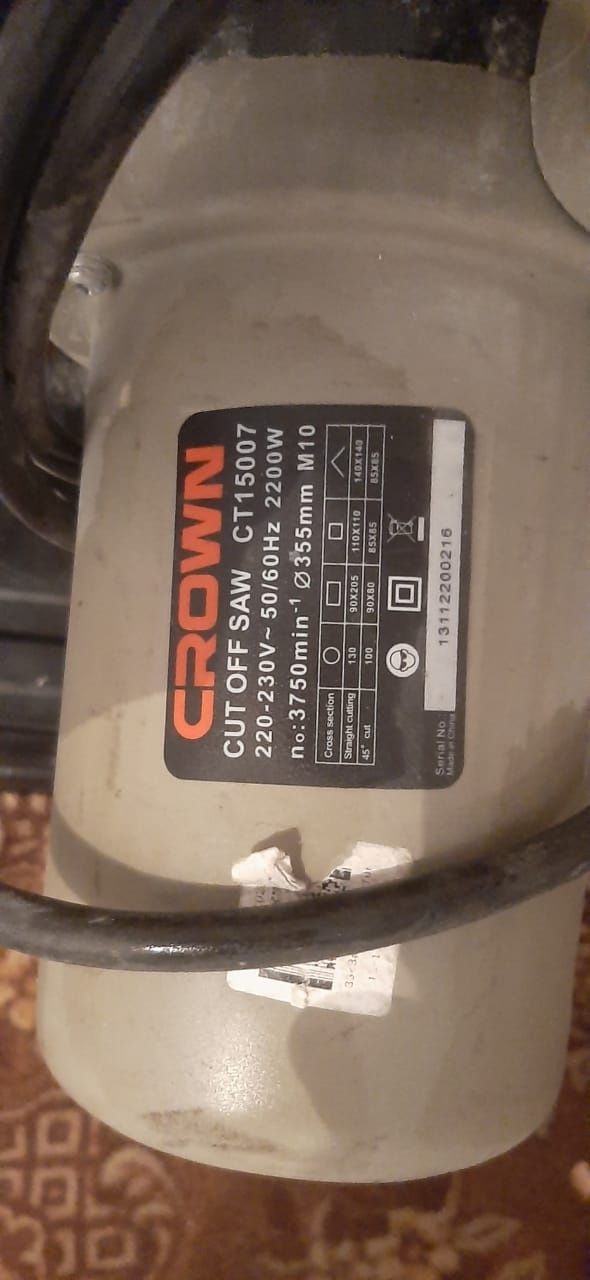 CROWN
CUT OFF SAW CT15007
220-230V~ 50/60Hz 2200W
no:3750min-1 Ø355mm M10
Cross section
Straight cutting 130 90X205 110X110 140X140
45° cut 100 90X80 85X85 85X85
Serial No.: 13112200216
Made in China